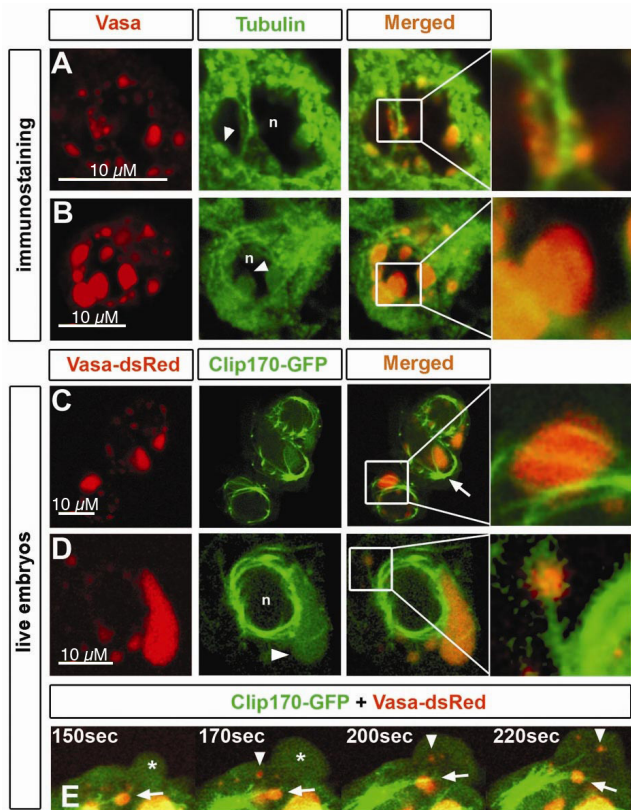 Vasa Tubulin Merged
immunostaining
A n
10 µM
B n
10 µM
Vasa-dsRed Clip170-GFP Merged
live embryos
C
10 µM
D n
10 µM
Clip170-GFP + Vasa-dsRed
150sec 170sec 200sec 220sec
E * *